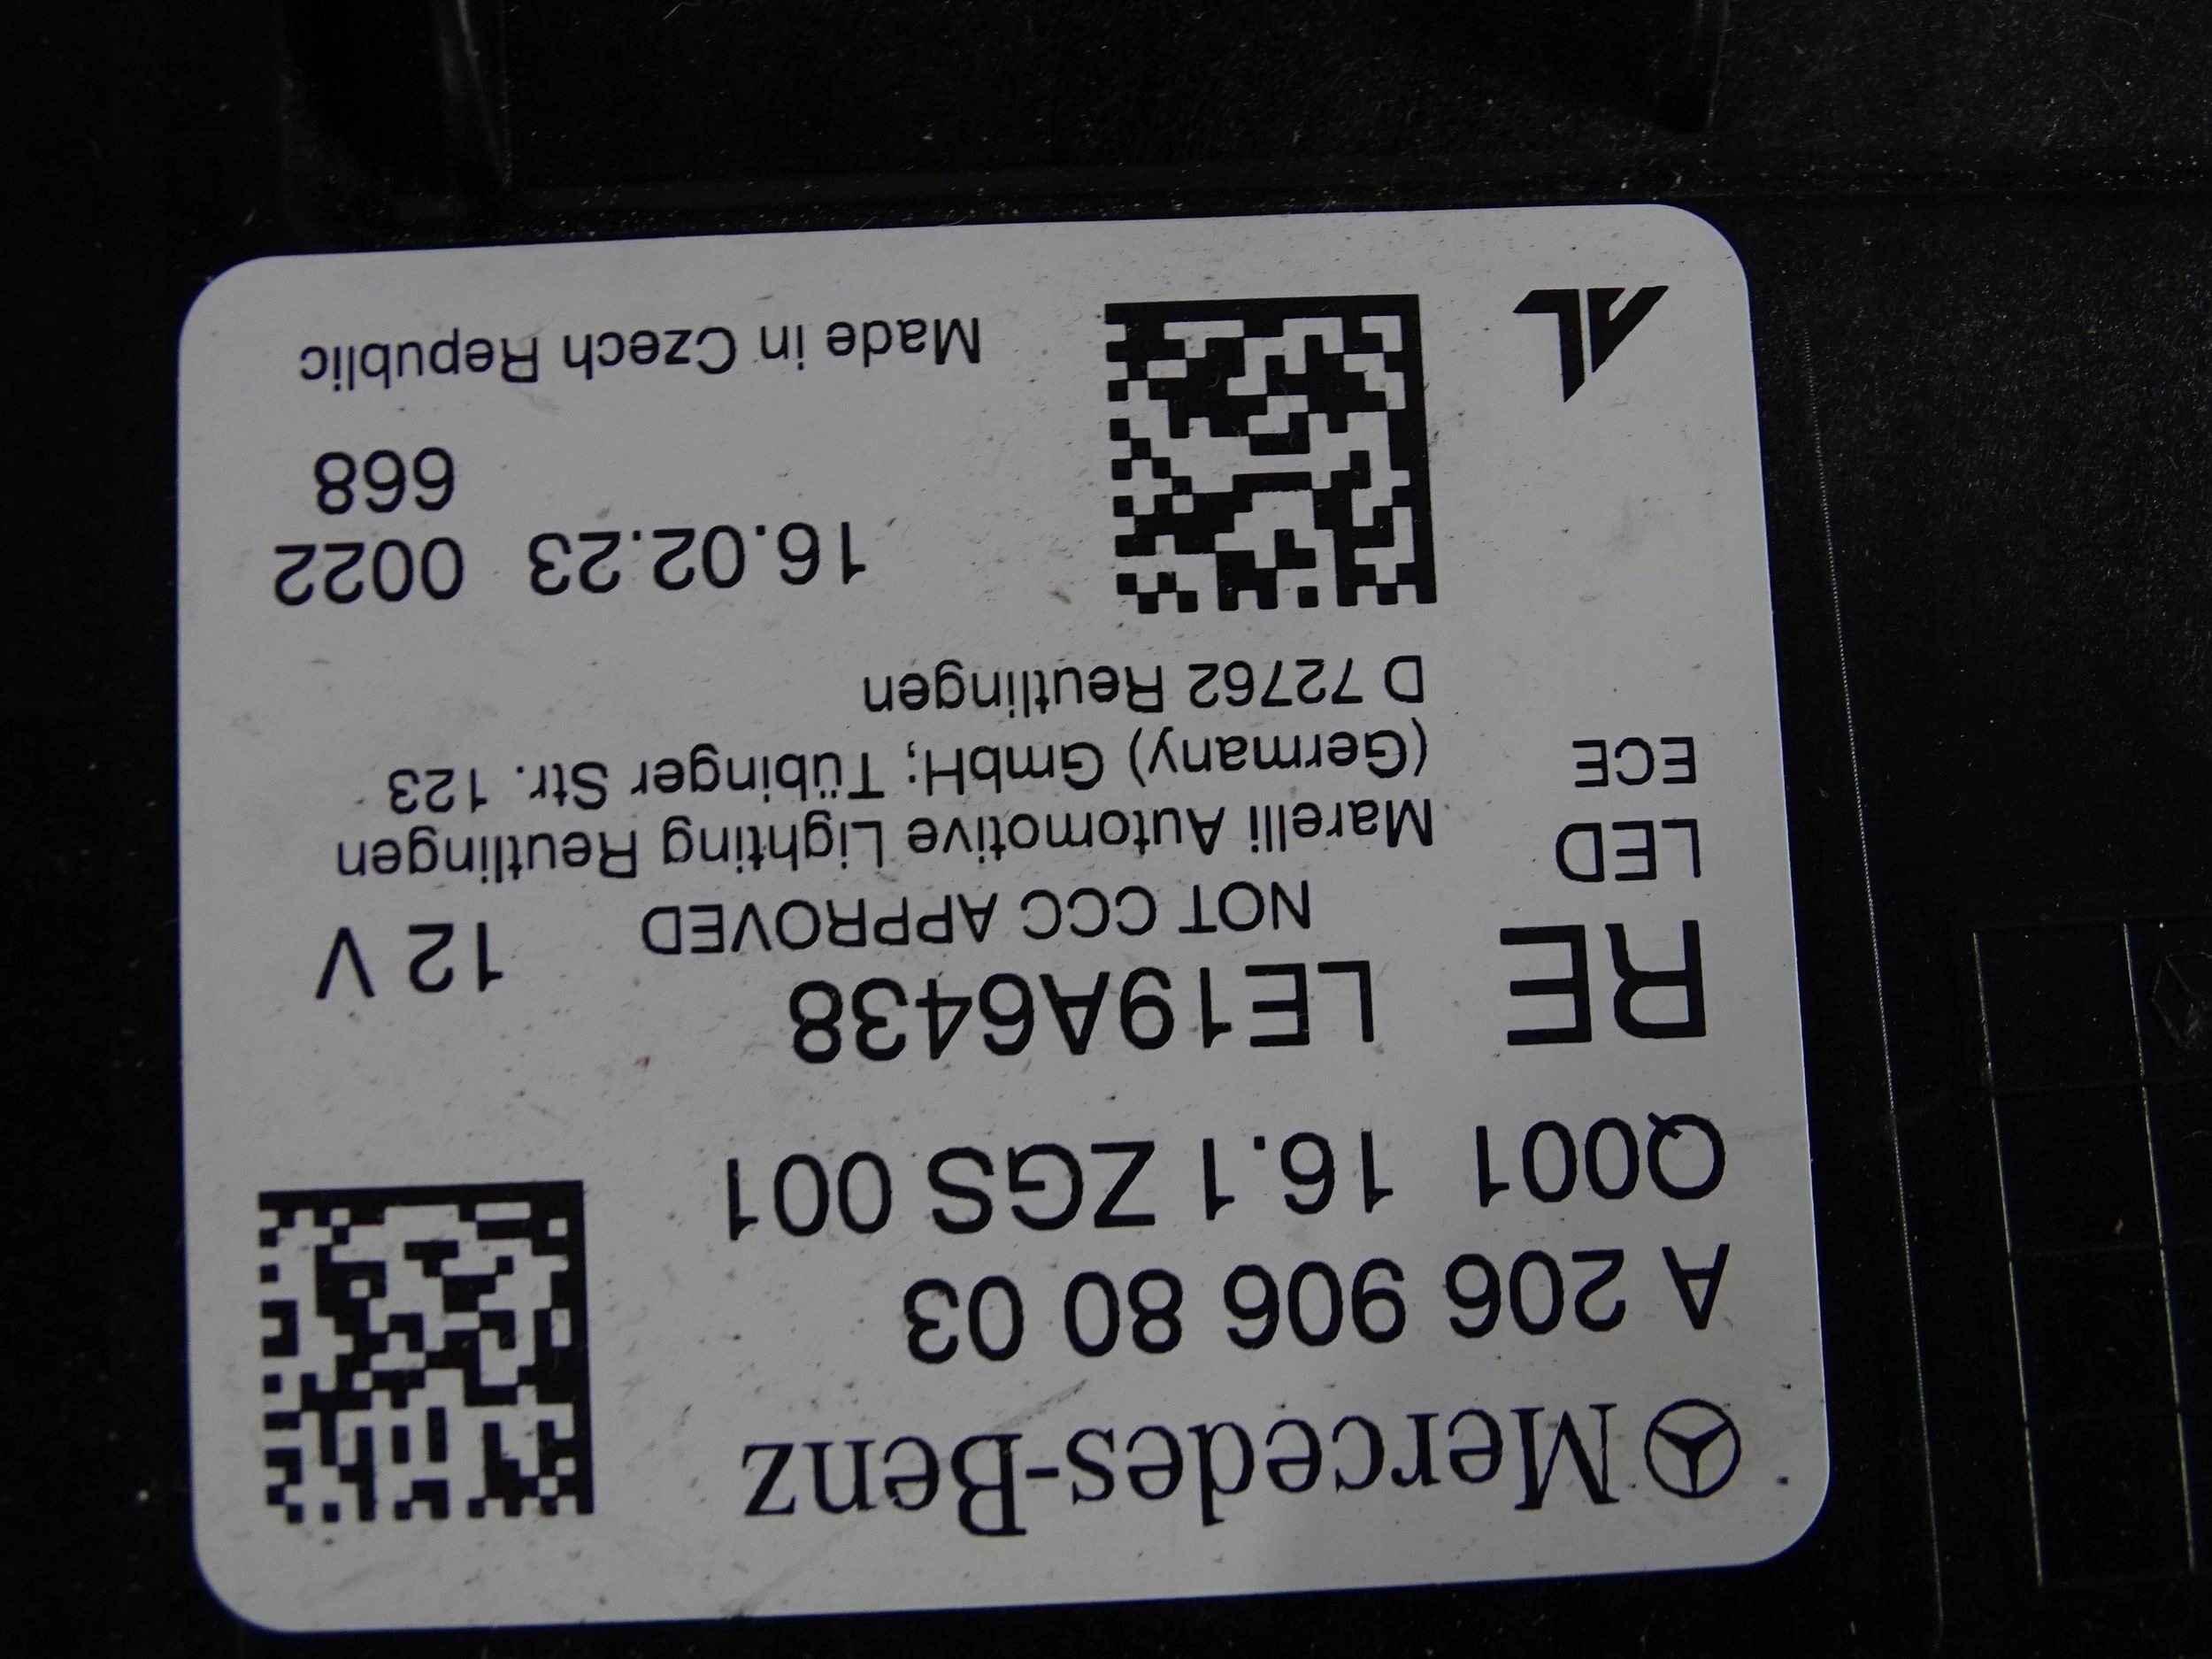 Mercedes-Benz
A 206 906 80 03
Q001 16.1 ZGS 001
RE LE19A6438
NOT CCC APPROVED 12 V
LED Marelli Automotive Lighting Reutlingen
ECE (Germany) GmbH; Tübinger Str. 123
D 72762 Reutlingen
16.02.23 0022
668
AL Made in Czech Republic